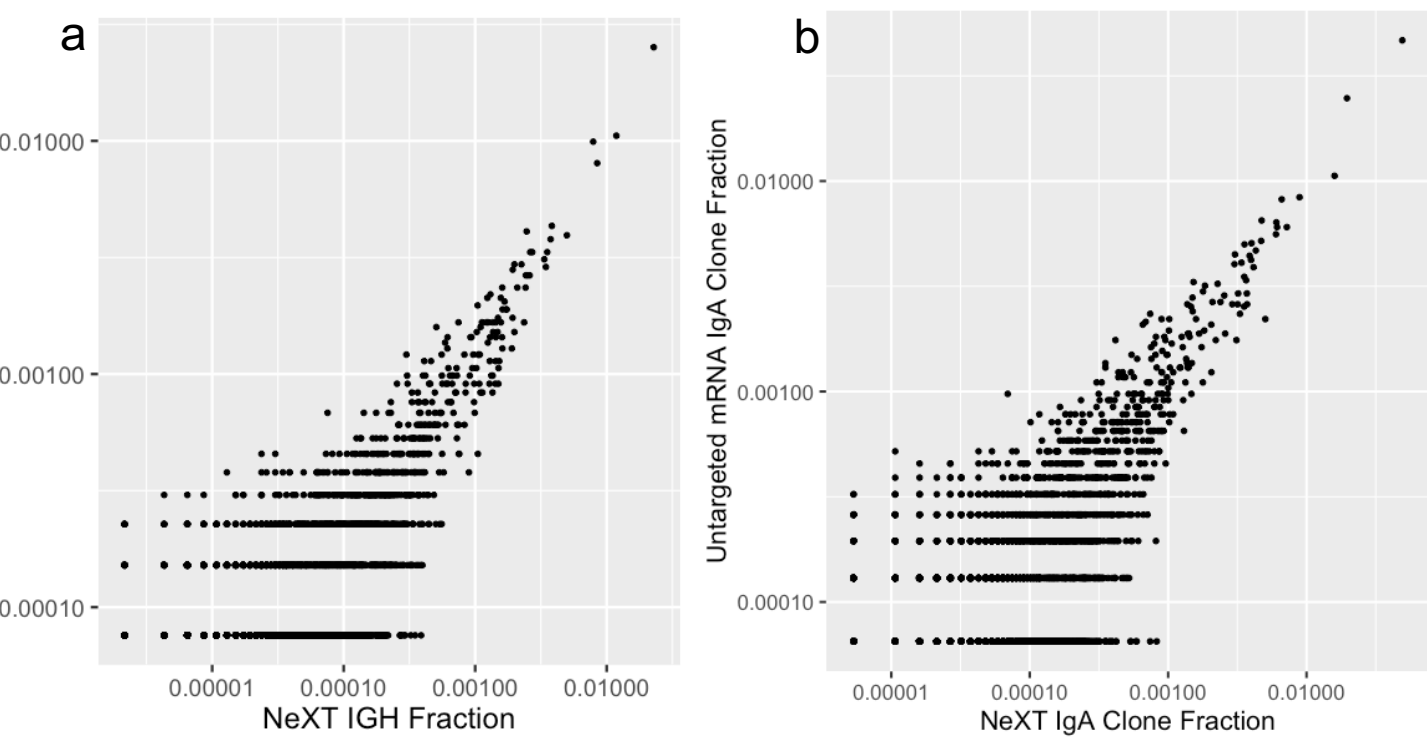 a
0.01000
0.00100
0.00010
0.00001 0.00010 0.00100 0.01000
NeXT IGH Fraction
b
Untargeted mRNA IgA Clone Fraction
0.01000
0.00100
0.00010
0.00001 0.00010 0.00100 0.01000
NeXT IgA Clone Fraction